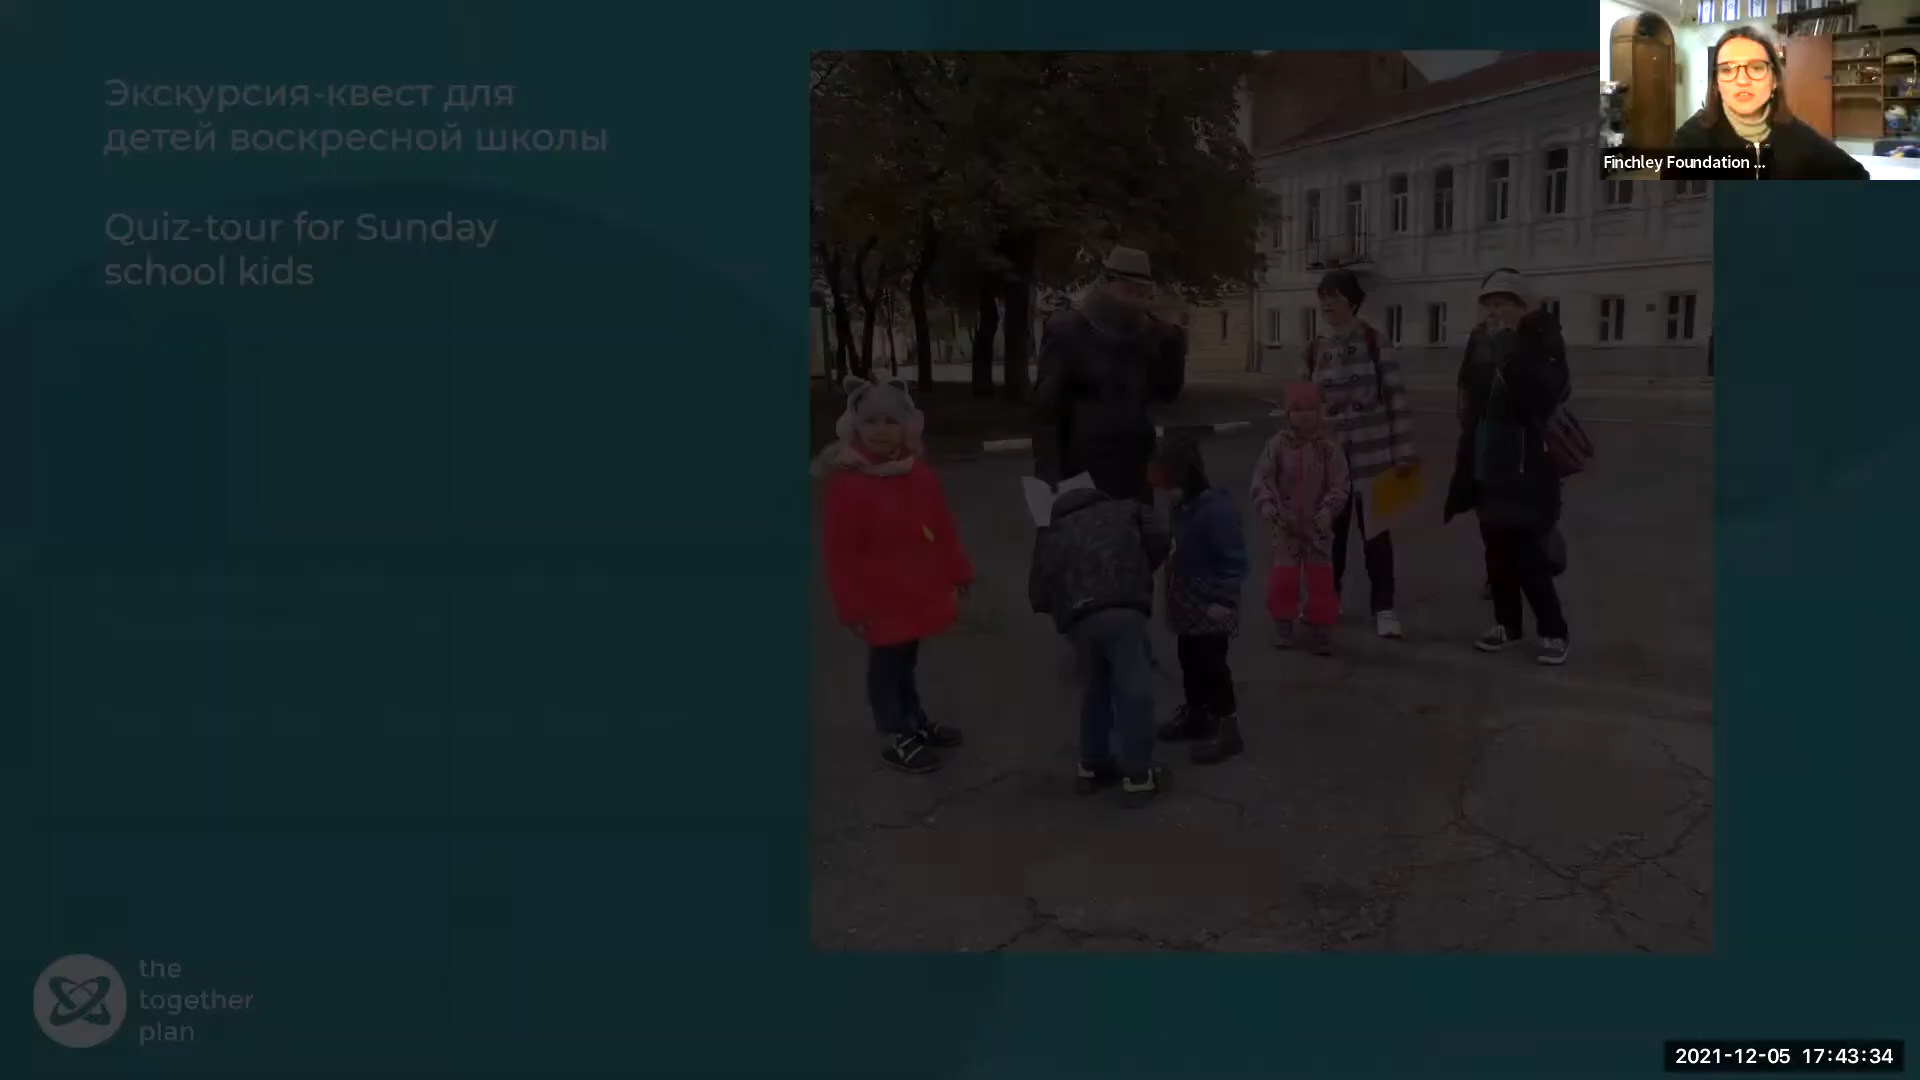 Экскурсия-квест для
детей воскресной школы
Quiz-tour for Sunday
school kids
Finchley Foundation ...
the
together
plan
2021-12-05 17:43:34